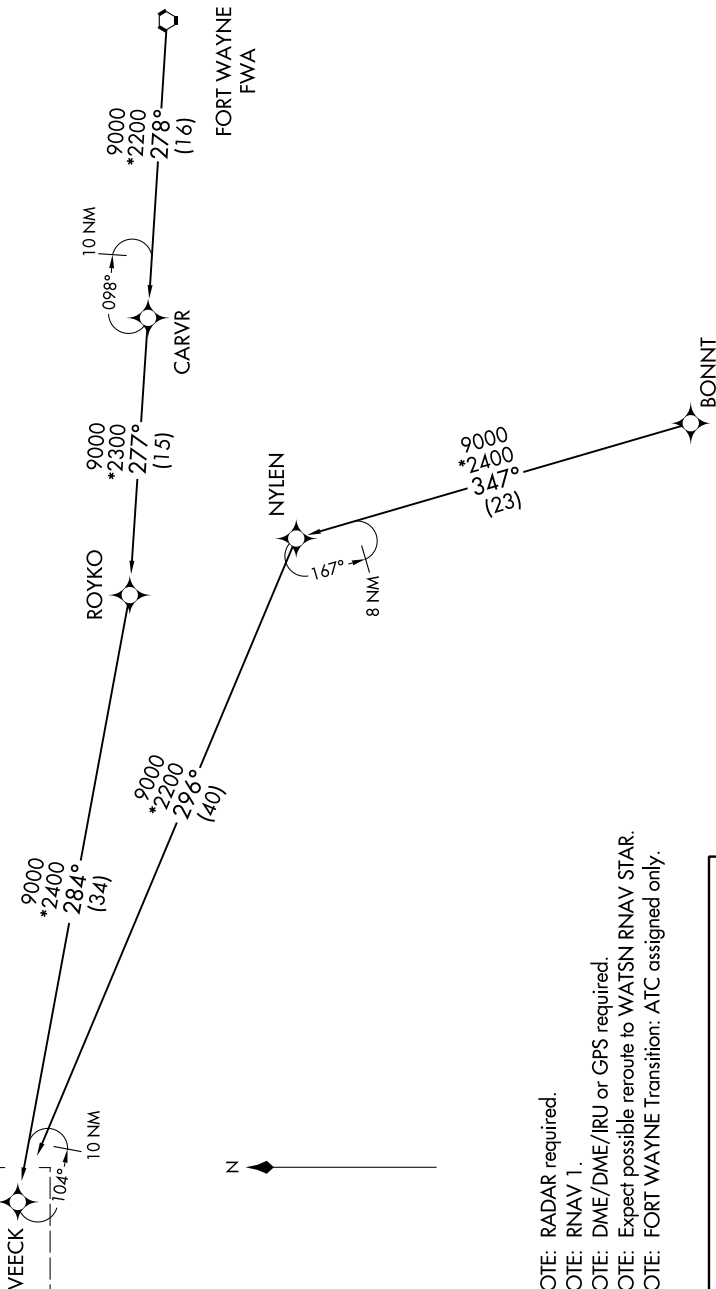 FORT WAYNE
FWA
9000
*2200
278°
(16)
10 NM
098°
CARVR
9000
*2300
277°
(15)
ROYKO
9000
*2400
284°
(34)
NYLEN
9000
*2400
347°
(23)
BONNT
167°
8 NM
9000
*2200
296°
(40)
VEECK
104°
10 NM
N
OTE: RADAR required.
OTE: RNAV 1.
OTE: DME/DME/IRU or GPS required.
OTE: Expect possible reroute to WATSN RNAV STAR.
OTE: FORT WAYNE Transition: ATC assigned only.